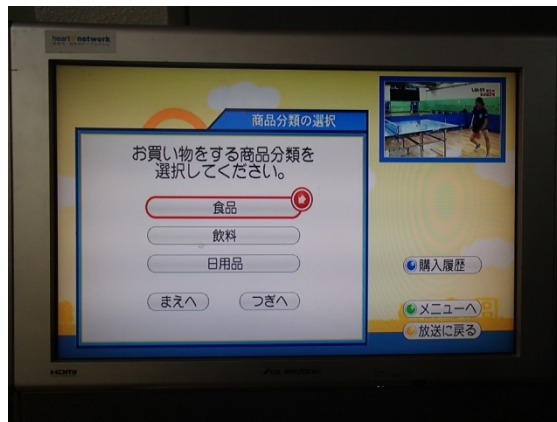 heart network
商品分類の選択
お買い物をする商品分類を
選択してください。
食品
飲料
日用品
まえへ
つぎへ
購入履歴
メニューへ
放送に戻る